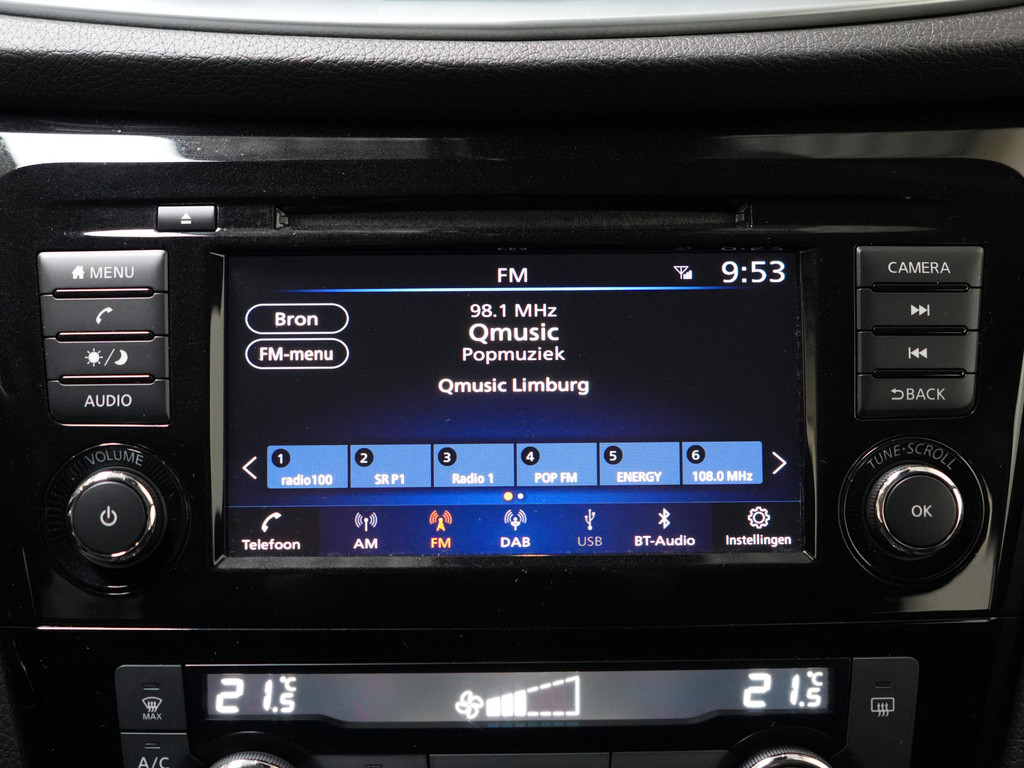 MENU
AUDIO
VOLUME
FM
9:53
Bron
FM-menu
98.1 MHz
Qmusic
Popmuziek
Qmusic Limburg
1 radio100
2 SR P1
3 Radio 1
4 POP FM
5 ENERGY
6 108.0 MHz
Telefoon
AM
FM
DAB
USB
BT-Audio
Instellingen
CAMERA
BACK
TUNE·SCROLL
OK
MAX
A/C
21.5 °C
21.5 °C